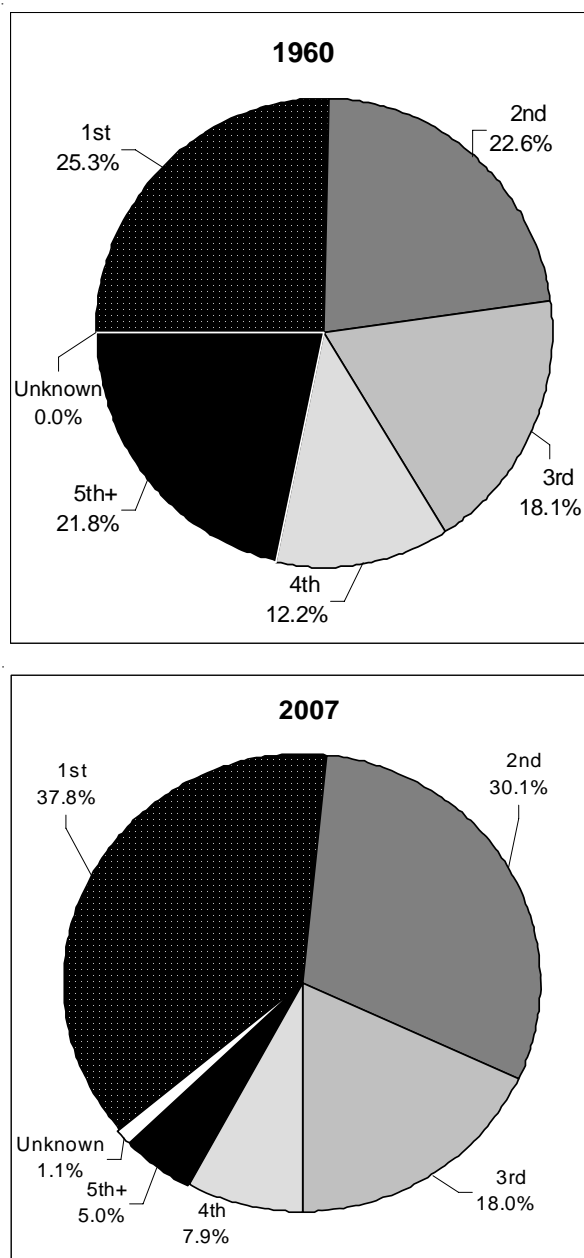 1960
1st
25.3%
2nd
22.6%
Unknown
0.0%
3rd
18.1%
5th+
21.8%
4th
12.2%
2007
1st
37.8%
2nd
30.1%
Unknown
1.1%
5th+
5.0%
4th
7.9%
3rd
18.0%